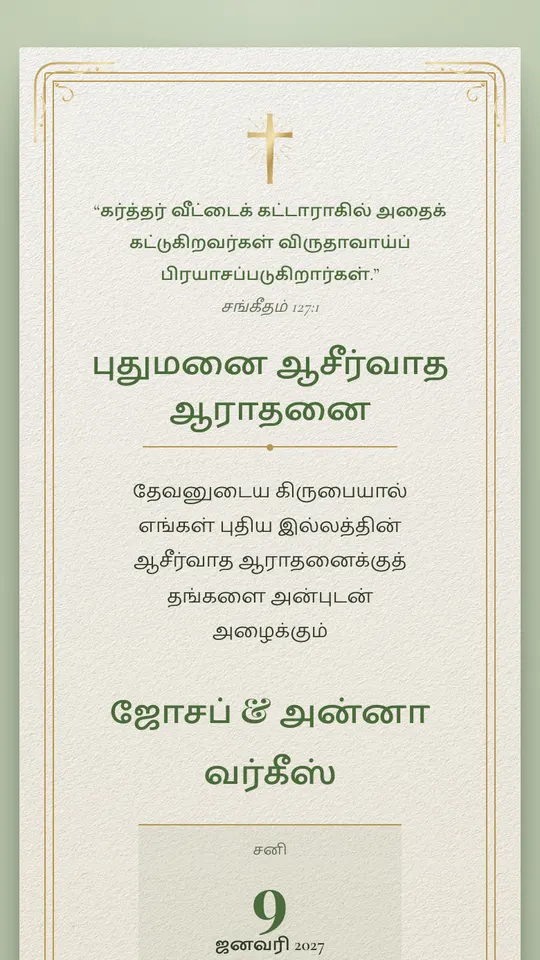 “கர்த்தர் வீட்டைக் கட்டாராகில் அதைக்
கட்டுகிறவர்கள் விருதாவாய்ப்
பிரயாசப்படுகிறார்கள்.”
சங்கீதம் 127:1
புதுமனை ஆசீர்வாத
ஆராதனை
தேவனுடைய கிருபையால்
எங்கள் புதிய இல்லத்தின்
ஆசீர்வாத ஆராதனைக்குத்
தங்களை அன்புடன்
அழைக்கும்
ஜோசப் & அன்னா
வர்கீஸ்
சனி
9
ஜனவரி 2027